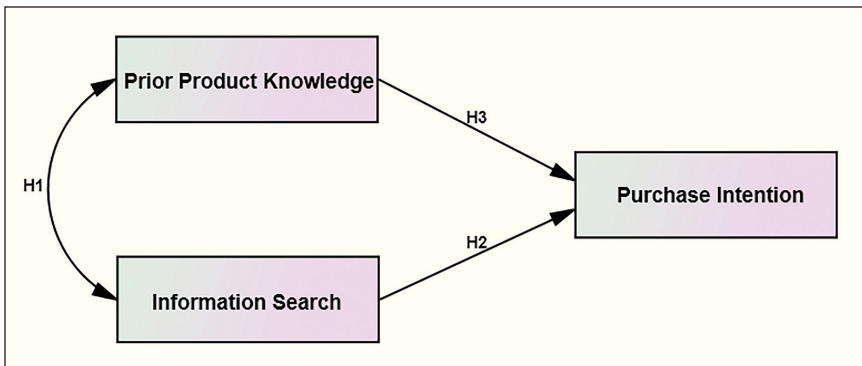 Prior Product Knowledge
H3
H1
Purchase Intention
H2
Information Search